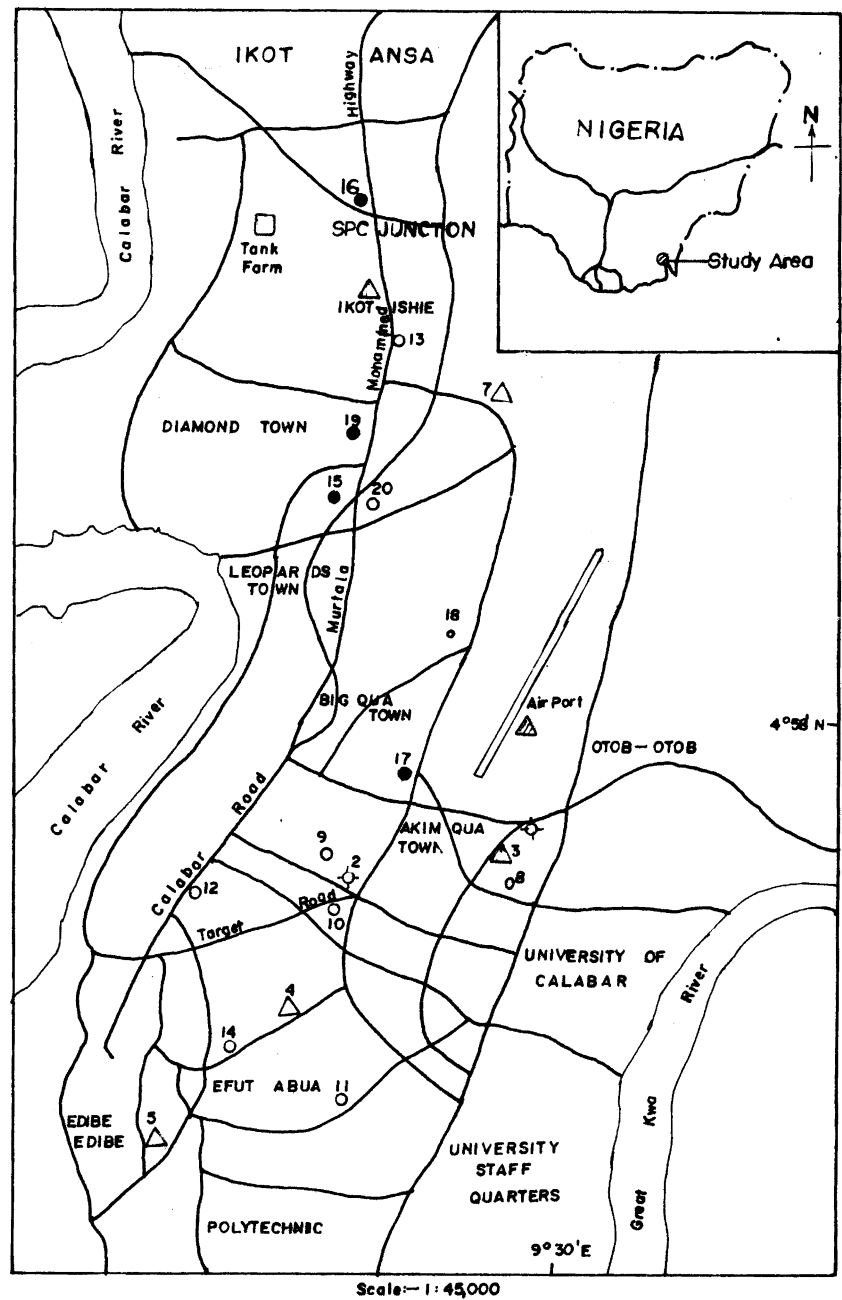 IKOT ANSA
Highway
Calabar River
NIGERIA
N
Study Area
16
SPC JUNCTION
Tank
Farm
IKOT ISHIE
13
Mohammed
7
DIAMOND TOWN
19
15
20
LEOPARDS
TOWN
Murtala
18
BIG QUA
TOWN
Air Port
4°58' N
OTOB-OTOB
Calabar River
17
Calabar Road
AKIM QUA
TOWN
9
2
3
8
12
Target Road
10
UNIVERSITY OF
CALABAR
4
14
EFUT ABUA
11
EDIBE
EDIBE
5
UNIVERSITY
STAFF
QUARTERS
Great Kwa River
POLYTECHNIC
9°30'E
Scale:- 1:45,000